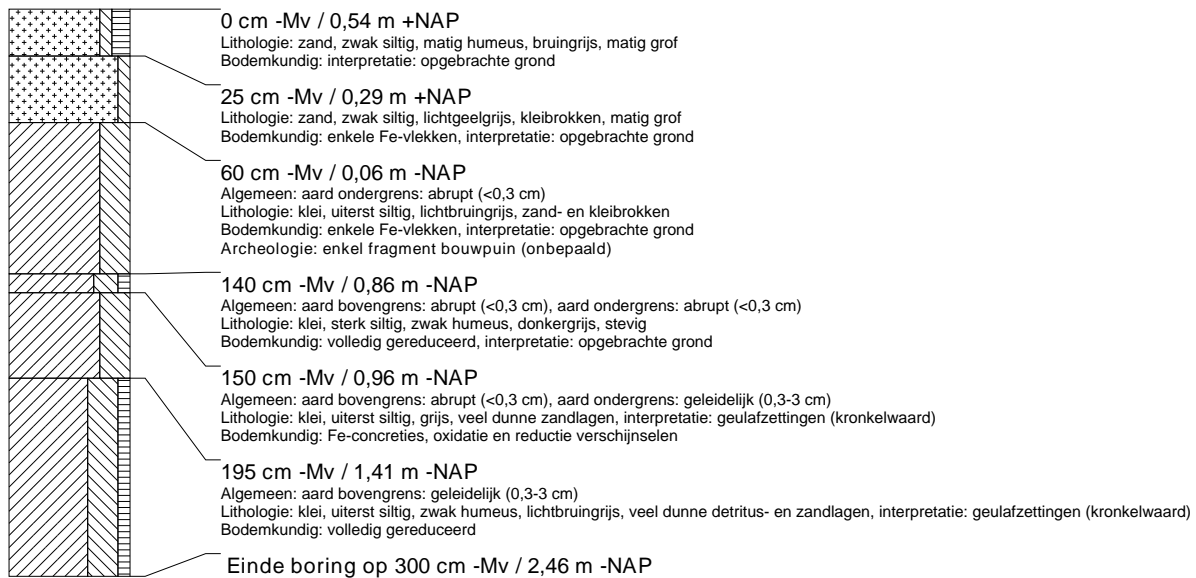 0 cm -Mv / 0,54 m +NAP
Lithologie: zand, zwak siltig, matig humeus, bruingrijs, matig grof
Bodemkundig: interpretatie: opgebrachte grond
25 cm -Mv / 0,29 m +NAP
Lithologie: zand, zwak siltig, lichtgeelgrijs, kleibrokken, matig grof
Bodemkundig: enkele Fe-vlekken, interpretatie: opgebrachte grond
60 cm -Mv / 0,06 m -NAP
Algemeen: aard ondergrens: abrupt (<0,3 cm)
Lithologie: klei, uiterst siltig, lichtbruingrijs, zand- en kleibrokken
Bodemkundig: enkele Fe-vlekken, interpretatie: opgebrachte grond
Archeologie: enkel fragment bouwpuin (onbepaald)
140 cm -Mv / 0,86 m -NAP
Algemeen: aard bovengrens: abrupt (<0,3 cm), aard ondergrens: abrupt (<0,3 cm)
Lithologie: klei, sterk siltig, zwak humeus, donkergrijs, stevig
Bodemkundig: volledig gereduceerd, interpretatie: opgebrachte grond
150 cm -Mv / 0,96 m -NAP
Algemeen: aard bovengrens: abrupt (<0,3 cm), aard ondergrens: geleidelijk (0,3-3 cm)
Lithologie: klei, uiterst siltig, grijs, veel dunne zandlagen, interpretatie: geulafzettingen (kronkelwaard)
Bodemkundig: Fe-concreties, oxidatie en reductie verschijnselen
195 cm -Mv / 1,41 m -NAP
Algemeen: aard bovengrens: geleidelijk (0,3-3 cm)
Lithologie: klei, uiterst siltig, zwak humeus, lichtbruingrijs, veel dunne detritus- en zandlagen, interpretatie: geulafzettingen (kronkelwaard)
Bodemkundig: volledig gereduceerd
Einde boring op 300 cm -Mv / 2,46 m -NAP